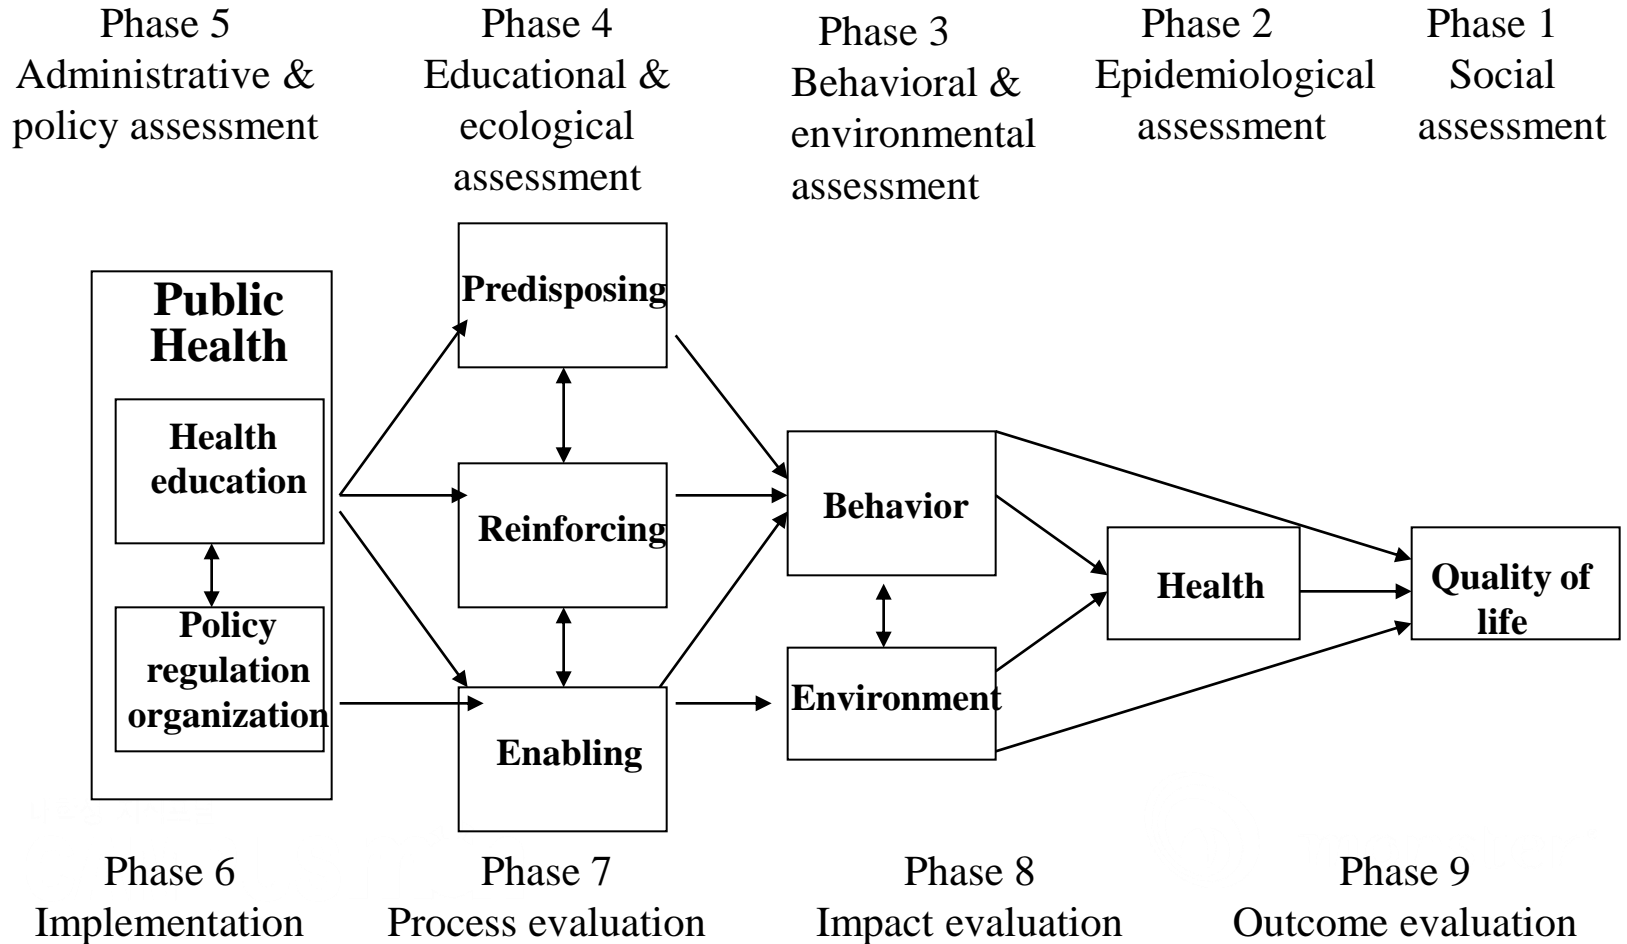 Phase 5
Administrative &
policy assessment
Phase 4
Educational &
ecological
assessment
Phase 3
Behavioral &
environmental
assessment
Phase 2
Epidemiological
assessment
Phase 1
Social
assessment
Public
Health
Health
education
Policy
regulation
organization
Predisposing
Reinforcing
Enabling
Behavior
Environment
Health
Quality of
life
Phase 6
Implementation
Phase 7
Process evaluation
Phase 8
Impact evaluation
Phase 9
Outcome evaluation